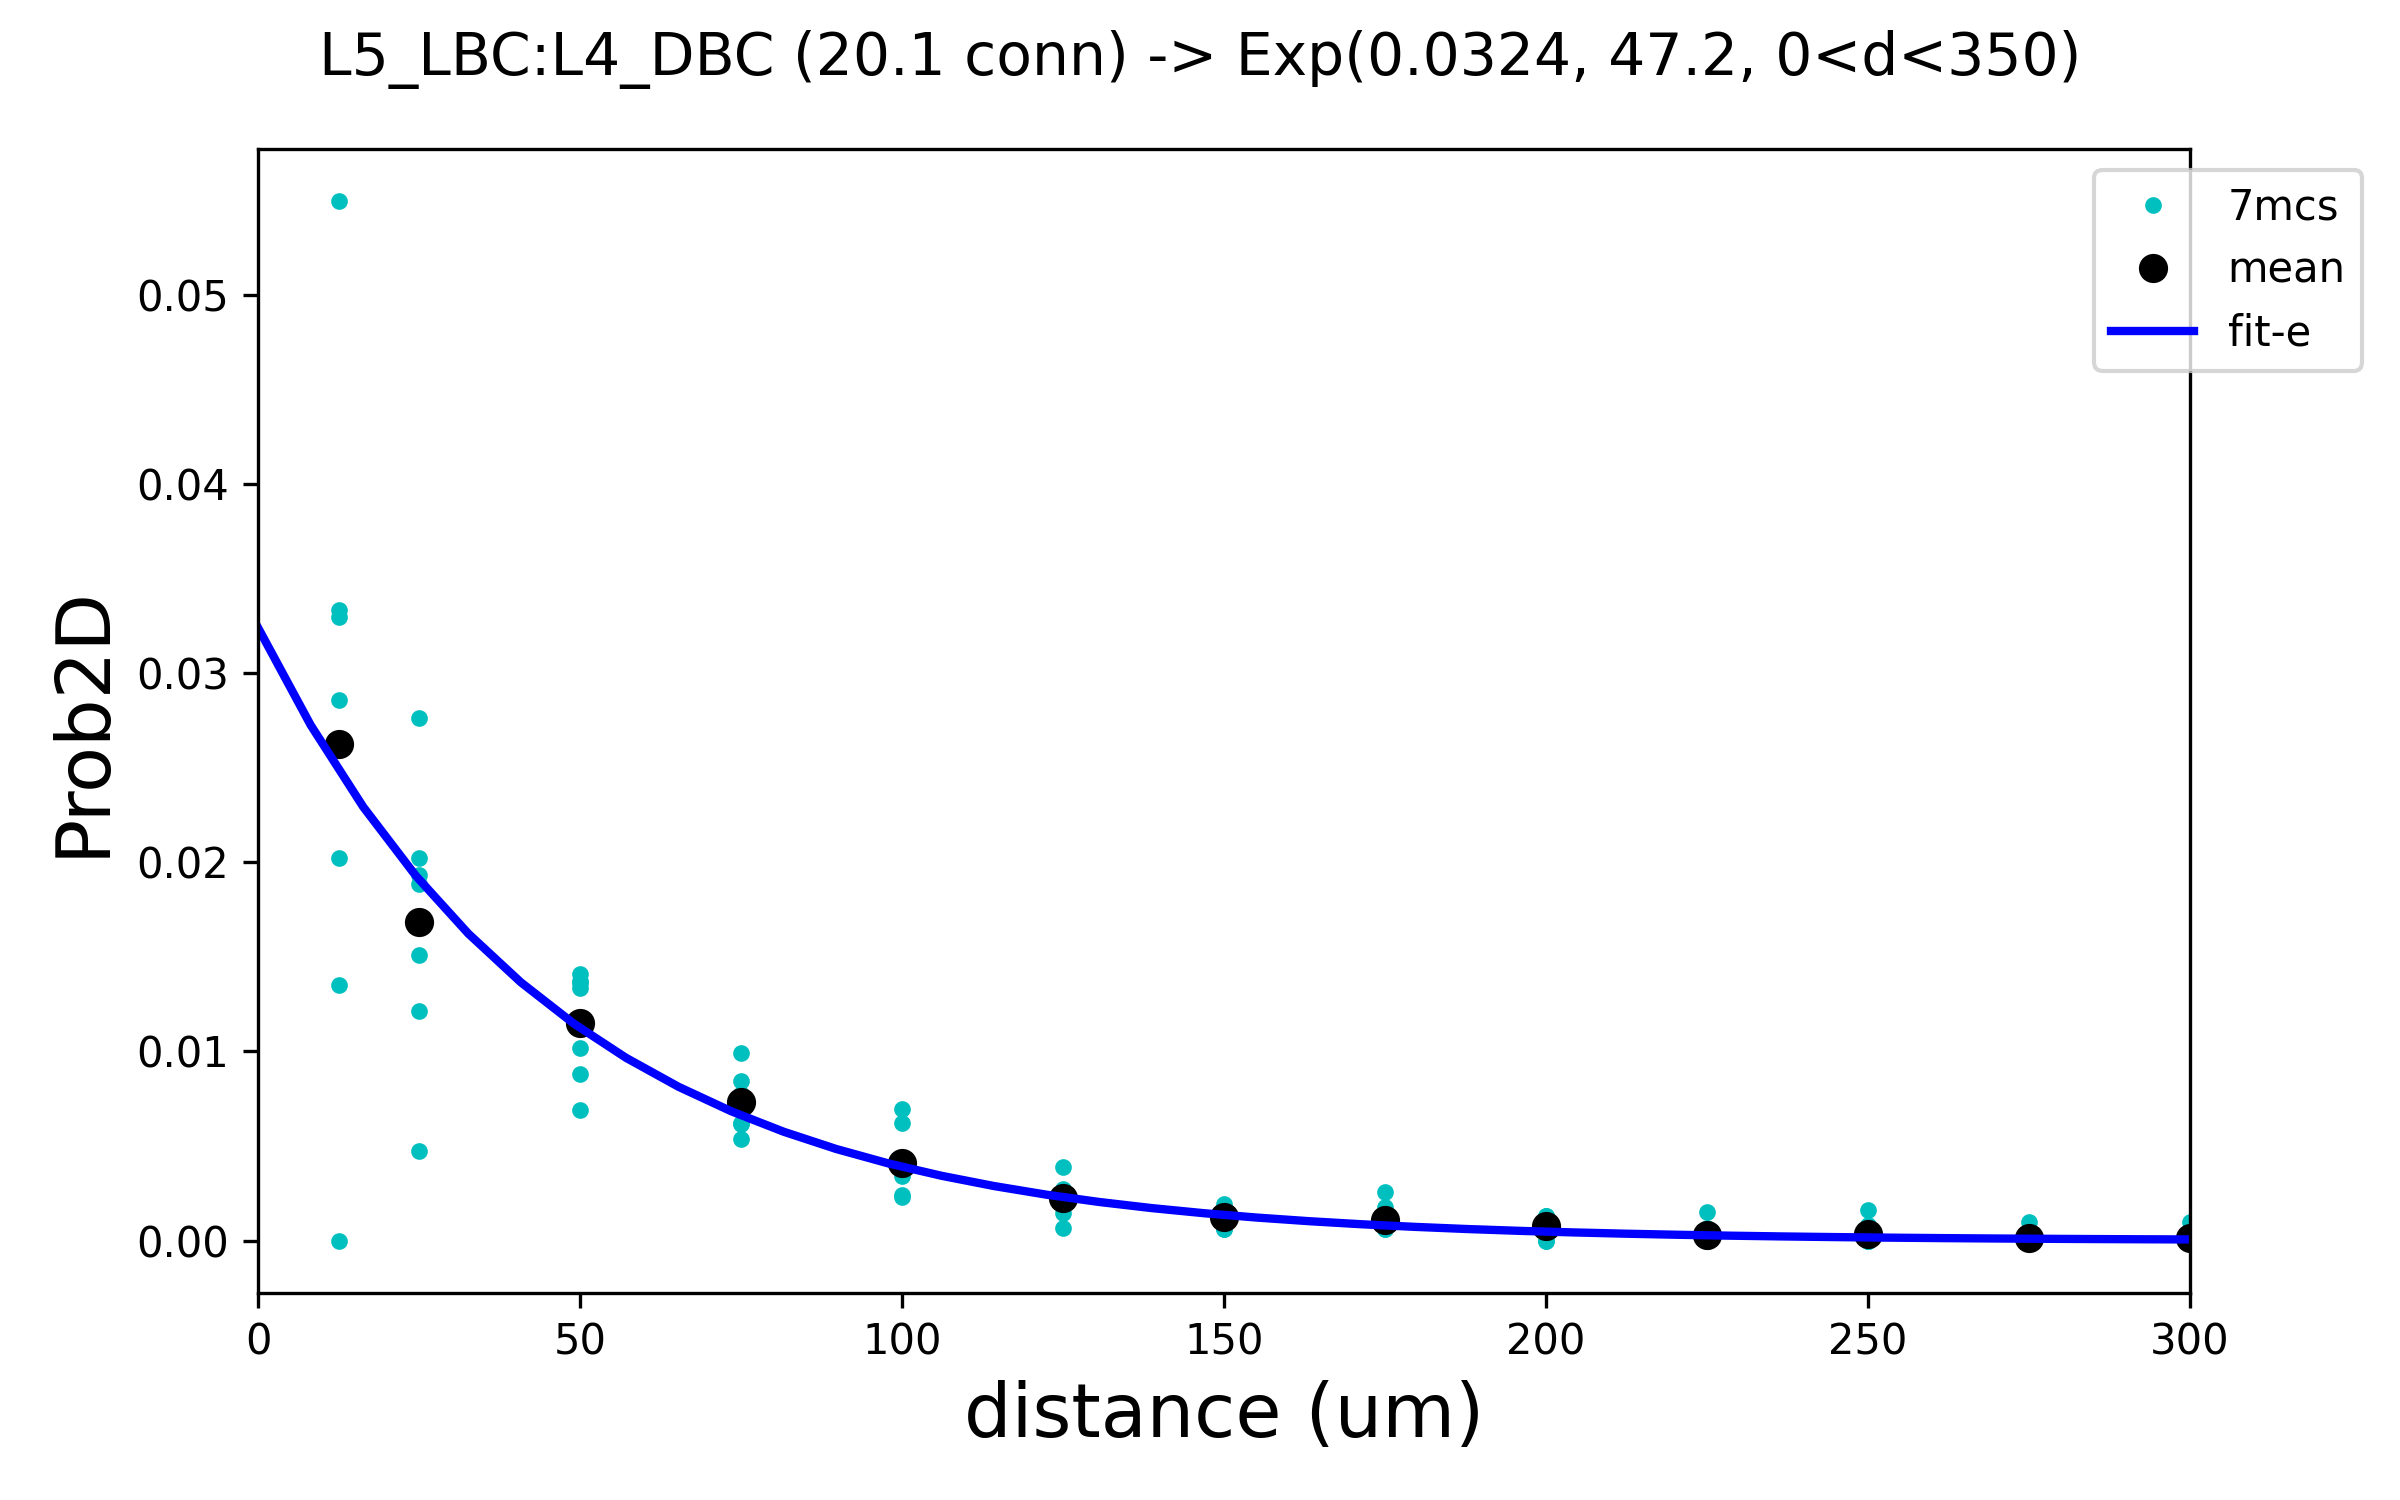 L5_LBC:L4_DBC (20.1 conn) -> Exp(0.0324, 47.2, 0<d<350)
7mcs
mean
fit-e
Prob2D
0.05
0.04
0.03
0.02
0.01
0.00
0 50 100 150 200 250 300
distance (um)